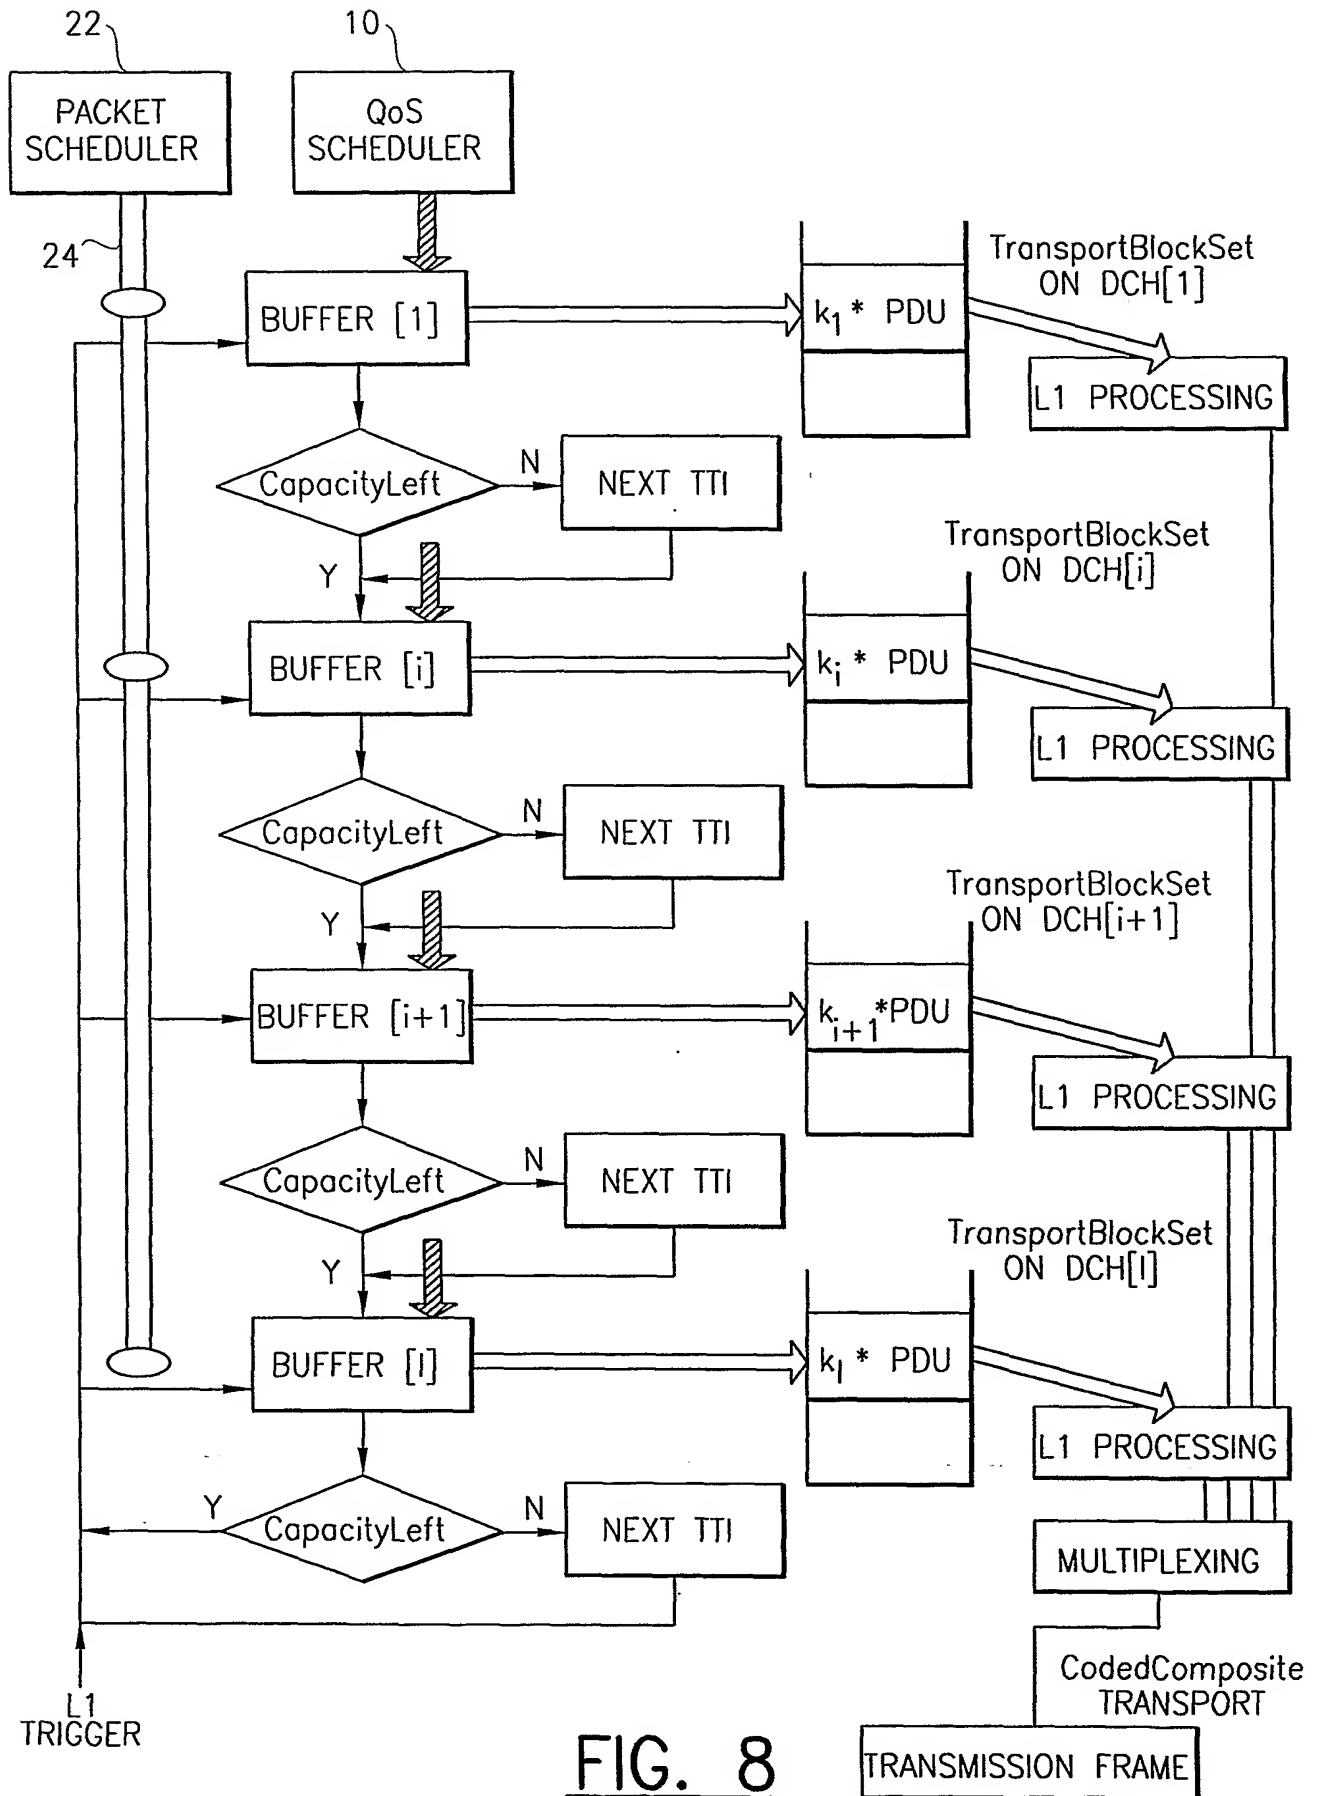 22
10
PACKET
SCHEDULER
QoS
SCHEDULER
24
BUFFER [1]
k1 * PDU
TransportBlockSet
ON DCH[1]
L1 PROCESSING
CapacityLeft
N
NEXT TTI
Y
TransportBlockSet
ON DCH[i]
BUFFER [i]
ki * PDU
L1 PROCESSING
CapacityLeft
N
NEXT TTI
Y
TransportBlockSet
ON DCH[i+1]
BUFFER [i+1]
ki+1*PDU
L1 PROCESSING
CapacityLeft
N
NEXT TTI
Y
TransportBlockSet
ON DCH[I]
BUFFER [I]
kI * PDU
L1 PROCESSING
Y
CapacityLeft
N
NEXT TTI
MULTIPLEXING
CodedComposite
TRANSPORT
L1
TRIGGER
TRANSMISSION FRAME
FIG. 8